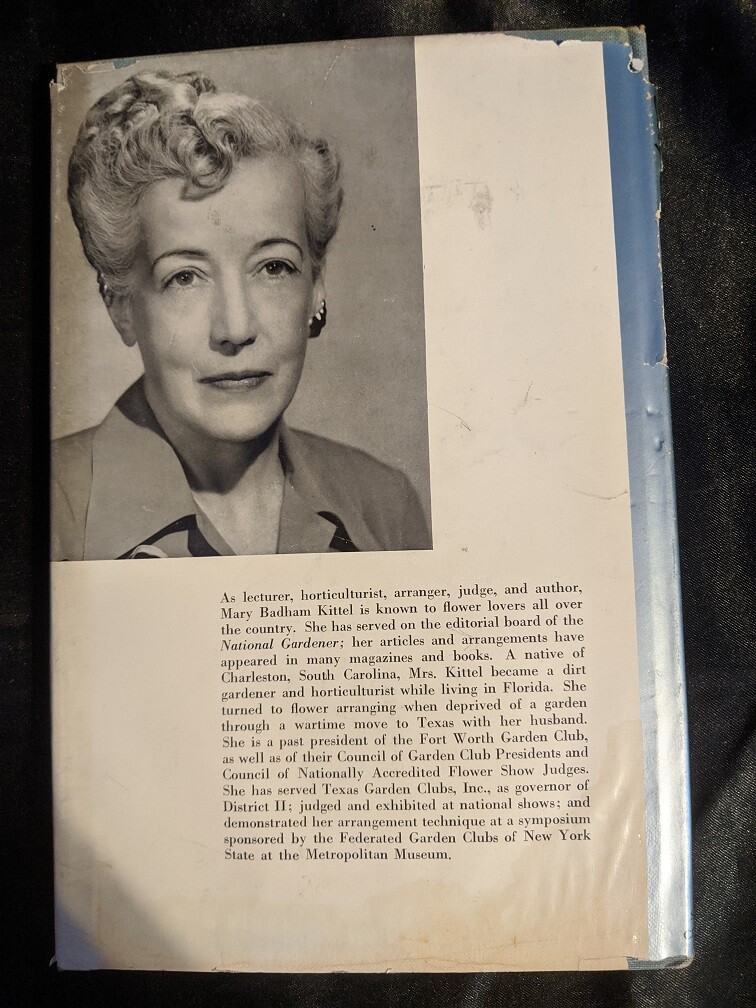 As lecturer, horticulturist, arranger, judge, and author,
Mary Badham Kittel is known to flower lovers all over
the country. She has served on the editorial board of the
National Gardener; her articles and arrangements have
appeared in many magazines and books. A native of
Charleston, South Carolina, Mrs. Kittel became a dirt
gardener and horticulturist while living in Florida. She
turned to flower arranging when deprived of a garden
through a wartime move to Texas with her husband.
She is a past president of the Fort Worth Garden Club,
as well as of their Council of Garden Club Presidents and
Council of Nationally Accredited Flower Show Judges.
She has served Texas Garden Clubs, Inc., as governor of
District II; judged and exhibited at national shows; and
demonstrated her arrangement technique at a symposium
sponsored by the Federated Garden Clubs of New York
State at the Metropolitan Museum.